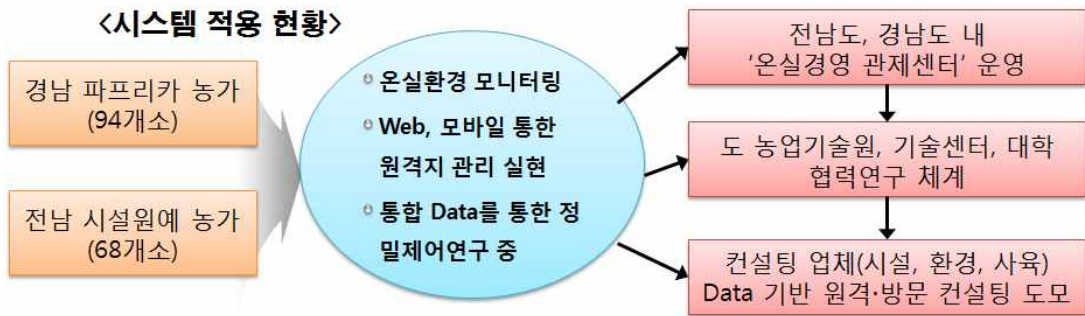 <시스템 적용 현황>
경남 파프리카 농가
(94개소)
전남 시설원예 농가
(68개소)
온실환경 모니터링
Web, 모바일 통한
원격지 관리 실현
통합 Data를 통한 정
밀제어연구 중
전남도, 경남도 내
‘온실경영 관제센터’ 운영
도 농업기술원, 기술센터, 대학
협력연구 체계
컨설팅 업체(시설, 환경, 사육)
Data 기반 원격·방문 컨설팅 도모